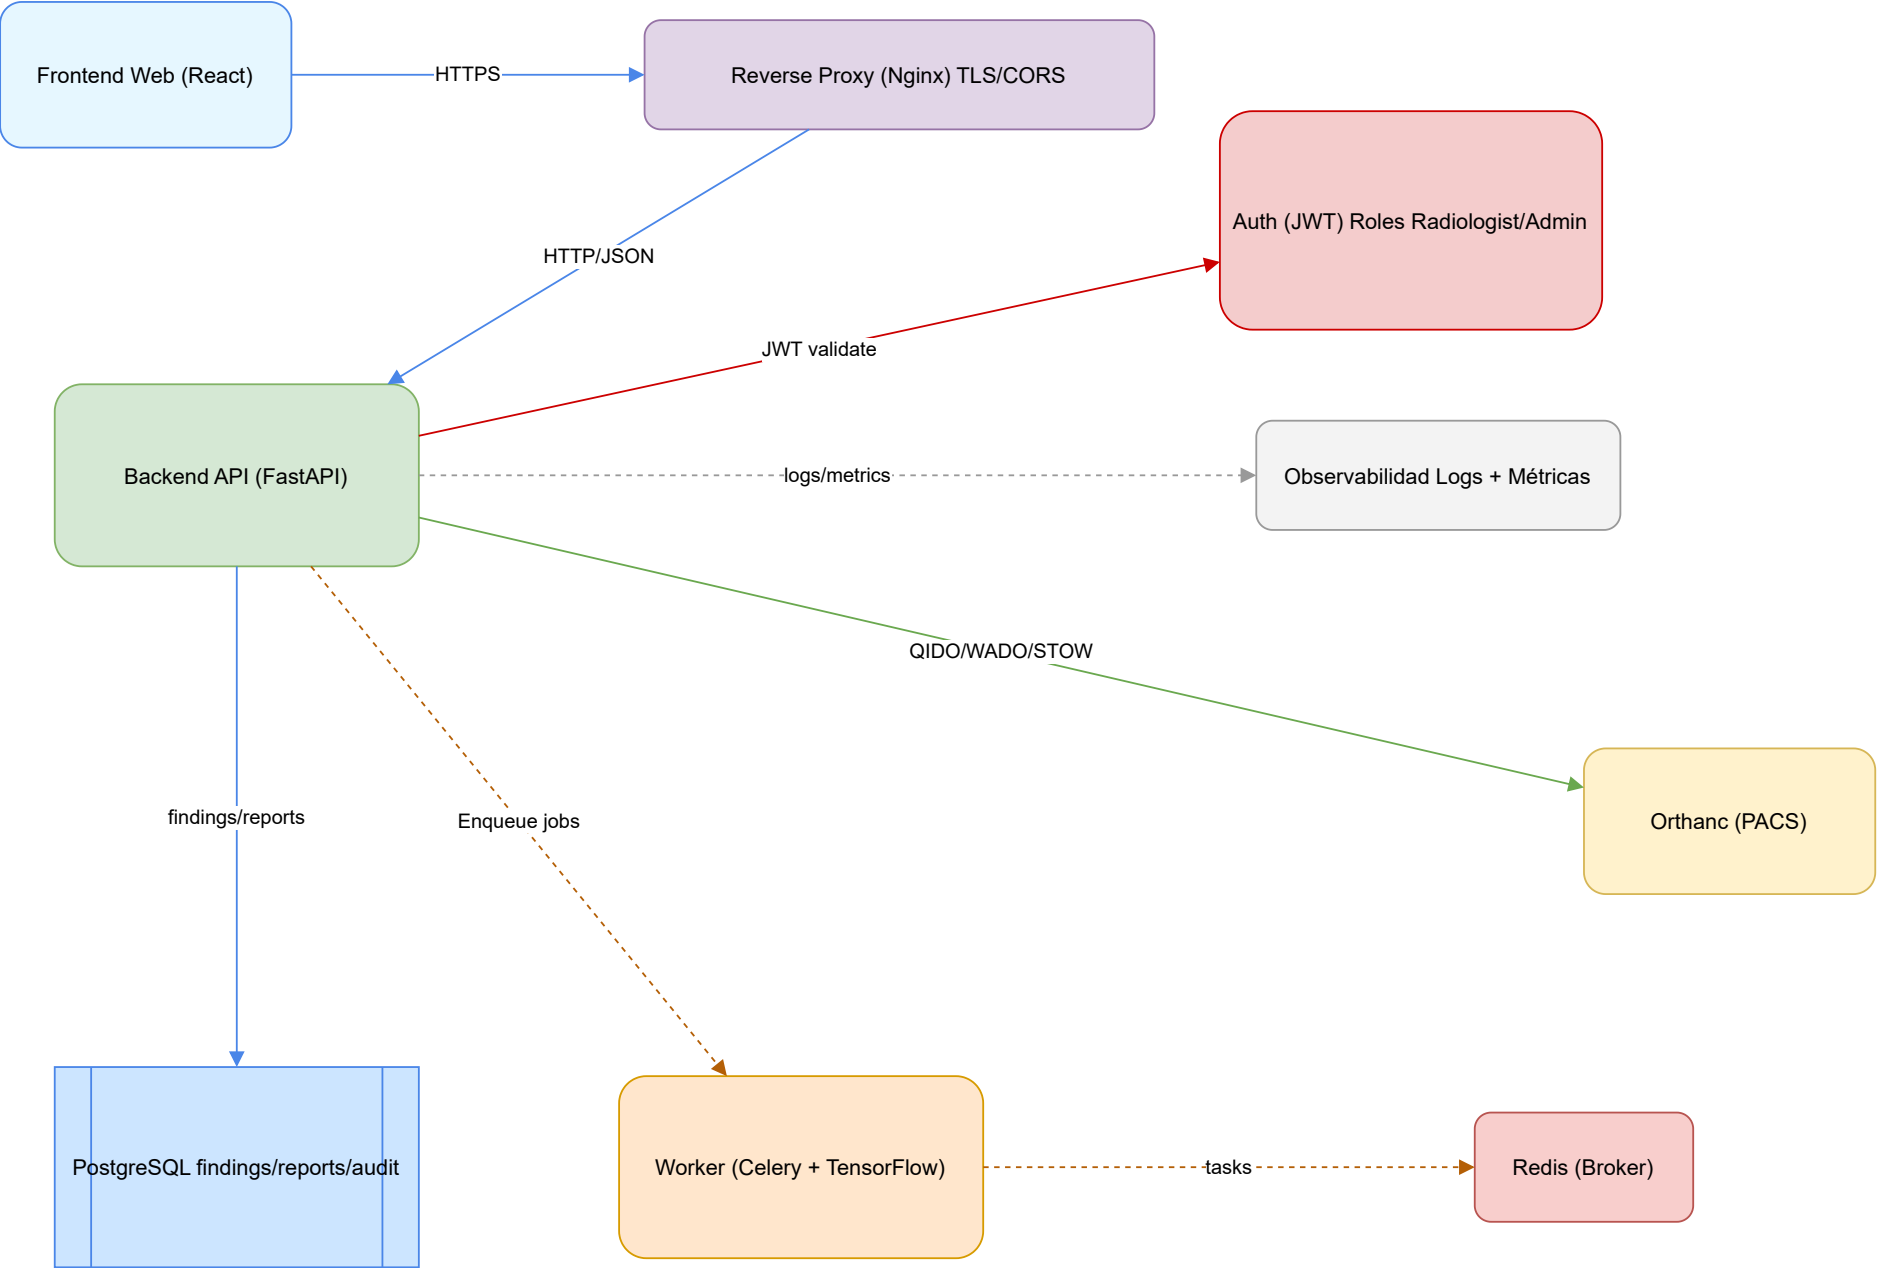 Frontend Web (React)
HTTPS
Reverse Proxy (Nginx) TLS/CORS
Auth (JWT) Roles Radiologist/Admin
HTTP/JSON
JWT validate
Backend API (FastAPI)
logs/metrics
Observabilidad Logs + Métricas
QIDO/WADO/STOW
findings/reports
Enqueue jobs
Orthanc (PACS)
PostgreSQL findings/reports/audit
Worker (Celery + TensorFlow)
tasks
Redis (Broker)